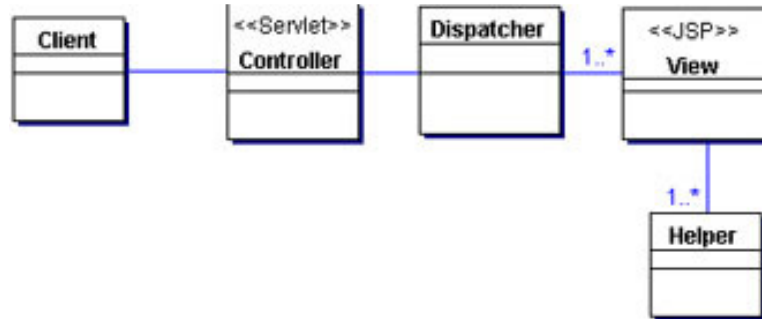 Client
<<Servlet>>
Controller
Dispatcher
1..*
<<JSP>>
View
1..*
Helper